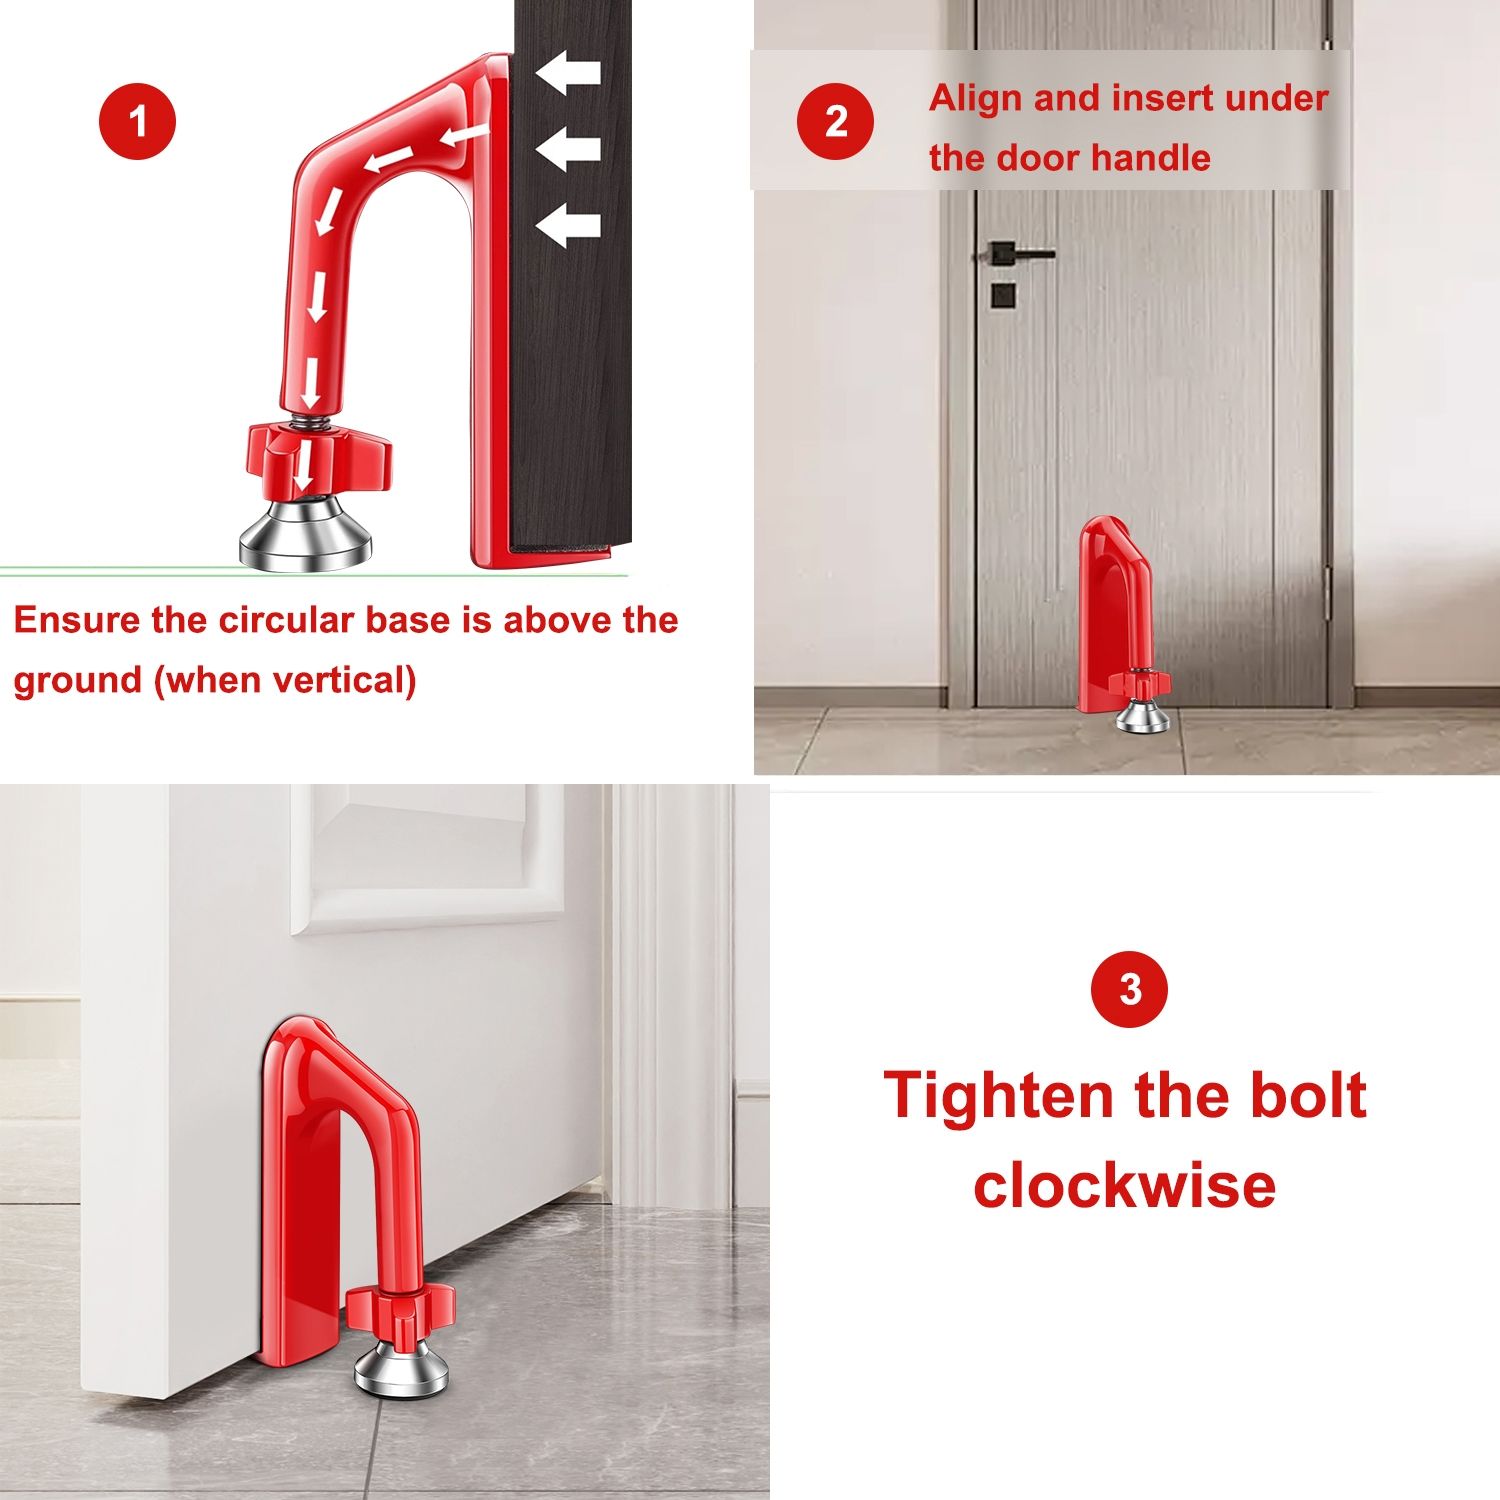 1
Ensure the circular base is above the
ground (when vertical)
2
Align and insert under
the door handle
3
Tighten the bolt
clockwise